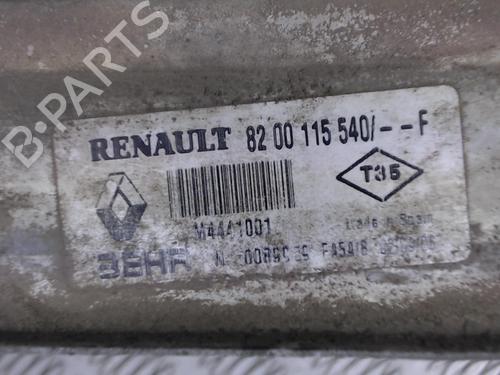 B-PARTS
RENAULT 82 00 115 540/--F
T35
M4441001
Made in Spain
BEHR N